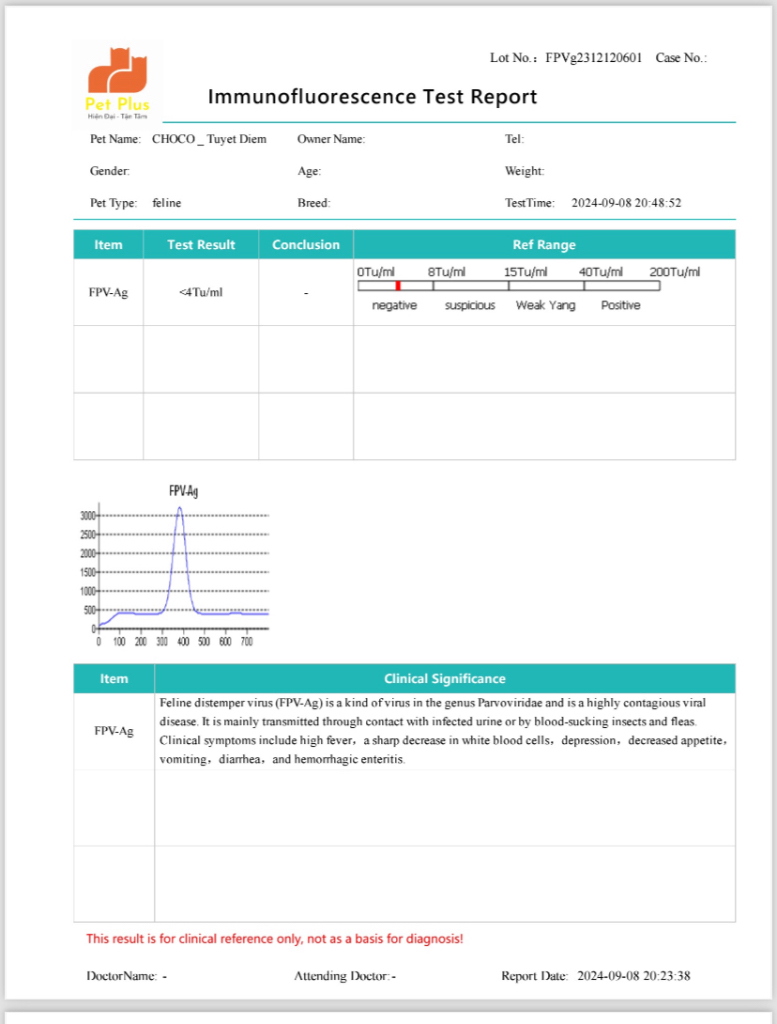 Lot No.：FPVg2312120601 Case No.:
Pet Plus
Hiện Đại - Tận Tâm
Immunofluorescence Test Report
Pet Name: CHOCO _ Tuyet Diem Owner Name: Tel:
Gender: Age: Weight:
Pet Type: feline Breed: TestTime: 2024-09-08 20:48:52
Item Test Result Conclusion Ref Range
0Tu/ml 8Tu/ml 15Tu/ml 40Tu/ml 200Tu/ml
FPV-Ag <4Tu/ml -
negative suspicious Weak Yang Positive
FPV-Ag
3000
2500
2000
1500
1000
500
0
0 100 200 300 400 500 600 700
Item Clinical Significance
FPV-Ag
Feline distemper virus (FPV-Ag) is a kind of virus in the genus Parvoviridae and is a highly contagious viral
disease. It is mainly transmitted through contact with infected urine or by blood-sucking insects and fleas.
Clinical symptoms include high fever，a sharp decrease in white blood cells，depression，decreased appetite，
vomiting，diarrhea，and hemorrhagic enteritis.
This result is for clinical reference only, not as a basis for diagnosis!
DoctorName: - Attending Doctor:- Report Date: 2024-09-08 20:23:38